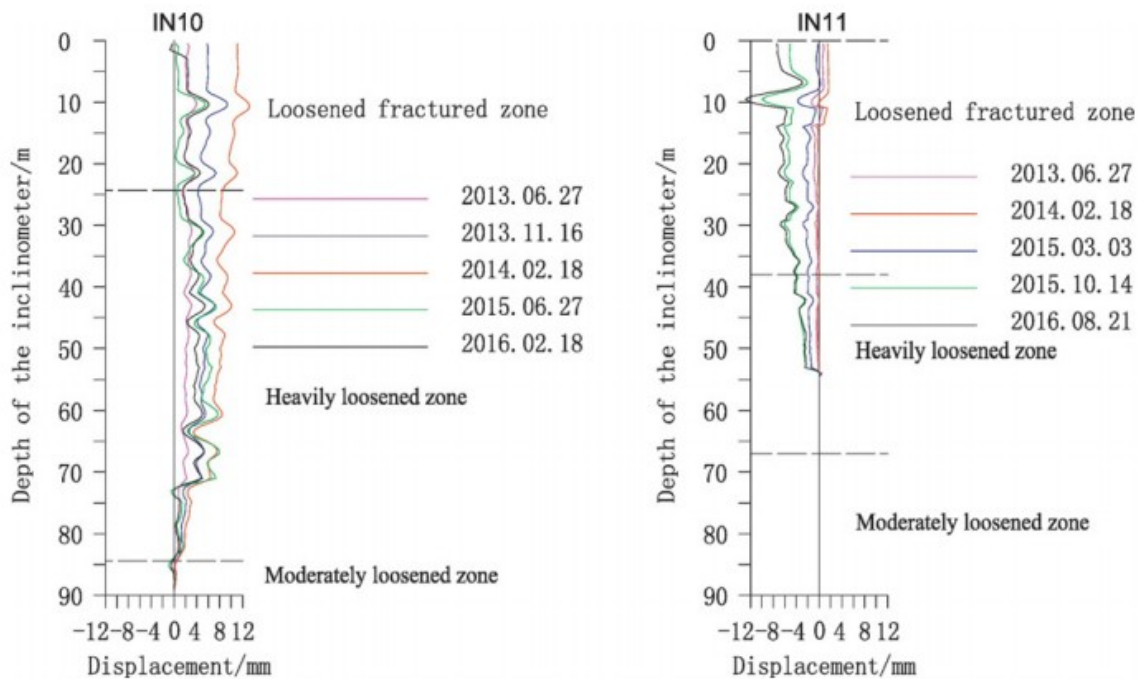 IN10
0
10
20
30
40
50
60
70
80
90
Depth of the inclinometer/m
-12-8-4 0 4 8 12
Displacement/mm
Loosened fractured zone
2013.06.27
2013.11.16
2014.02.18
2015.06.27
2016.02.18
Heavily loosened zone
Moderately loosened zone
IN11
0
10
20
30
40
50
60
70
80
90
Depth of the inclinometer/m
-12-8-4 0 4 8 12
Displacement/mm
Loosened fractured zone
2013.06.27
2014.02.18
2015.03.03
2015.10.14
2016.08.21
Heavily loosened zone
Moderately loosened zone